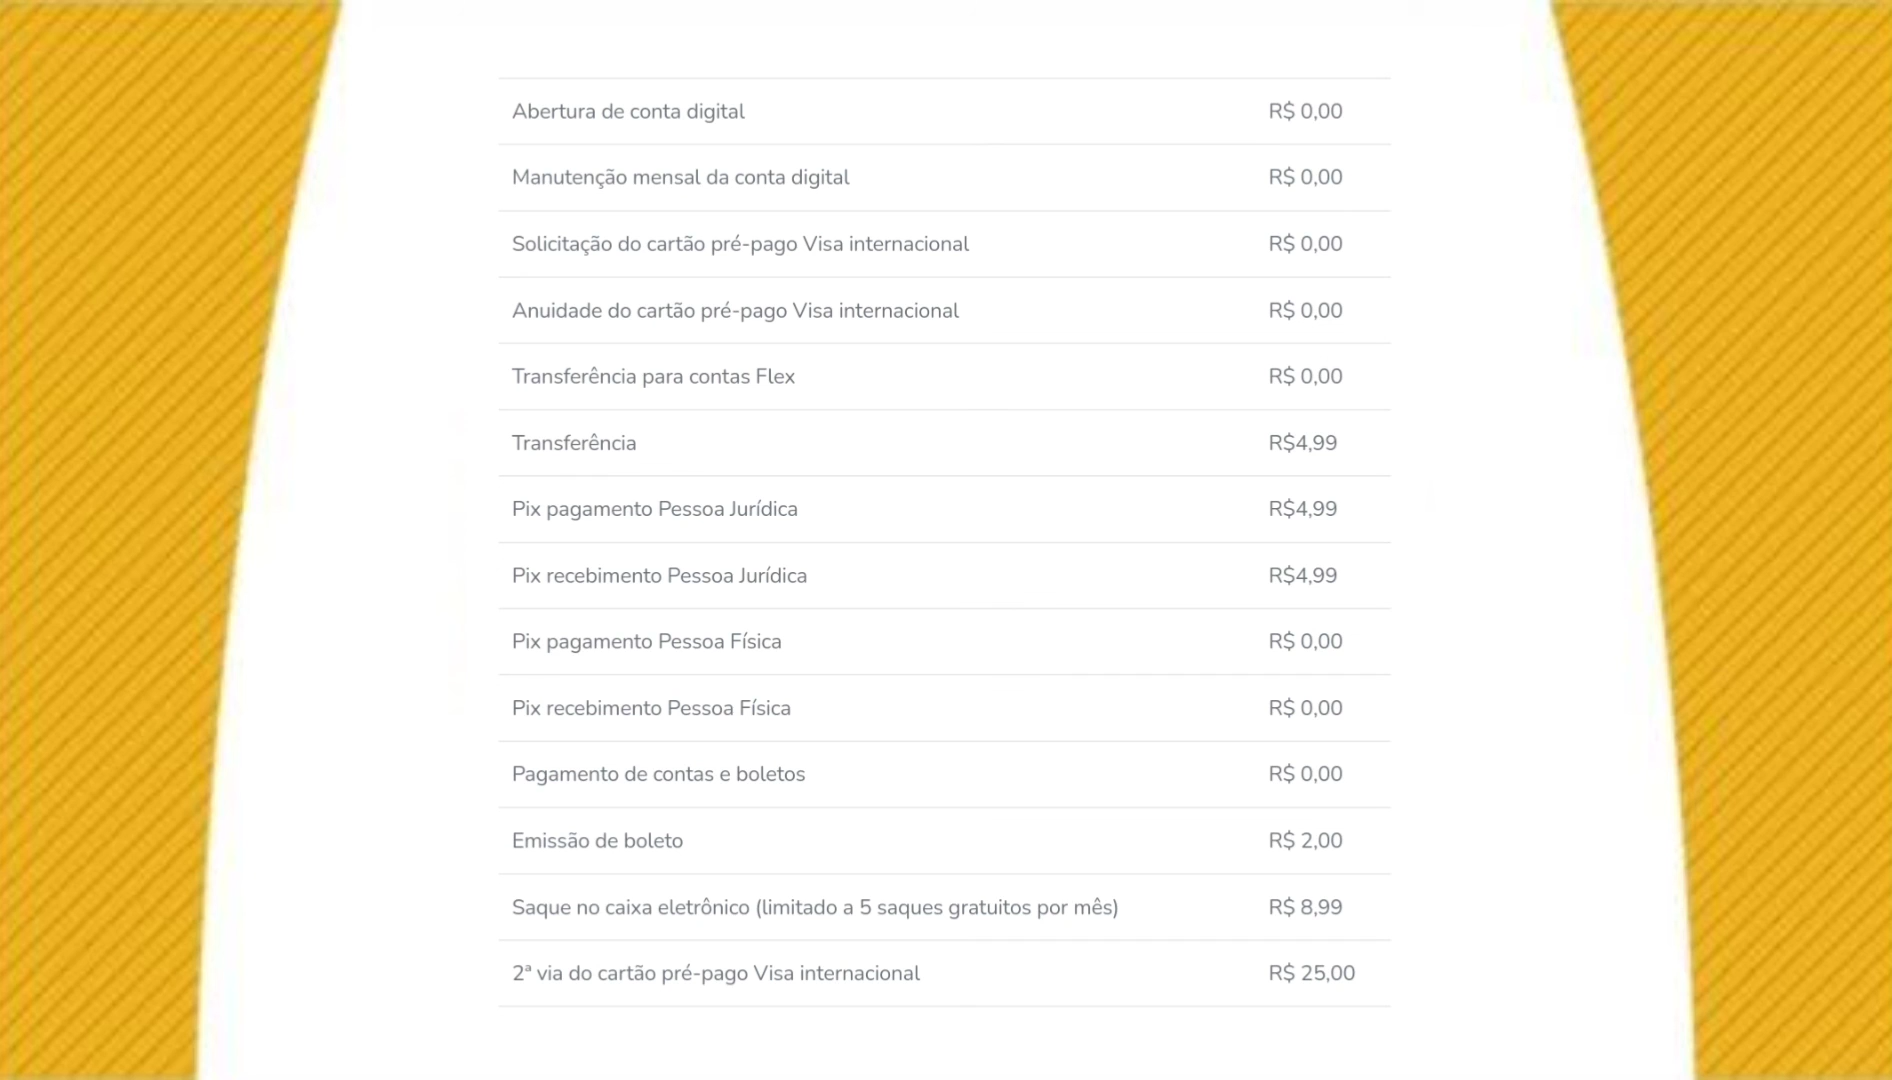 Abertura de conta digital R$ 0,00
Manutenção mensal da conta digital R$ 0,00
Solicitação do cartão pré-pago Visa internacional R$ 0,00
Anuidade do cartão pré-pago Visa internacional R$ 0,00
Transferência para contas Flex R$ 0,00
Transferência R$4,99
Pix pagamento Pessoa Jurídica R$4,99
Pix recebimento Pessoa Jurídica R$4,99
Pix pagamento Pessoa Física R$ 0,00
Pix recebimento Pessoa Física R$ 0,00
Pagamento de contas e boletos R$ 0,00
Emissão de boleto R$ 2,00
Saque no caixa eletrônico (limitado a 5 saques gratuitos por mês) R$ 8,99
2ª via do cartão pré-pago Visa internacional R$ 25,00